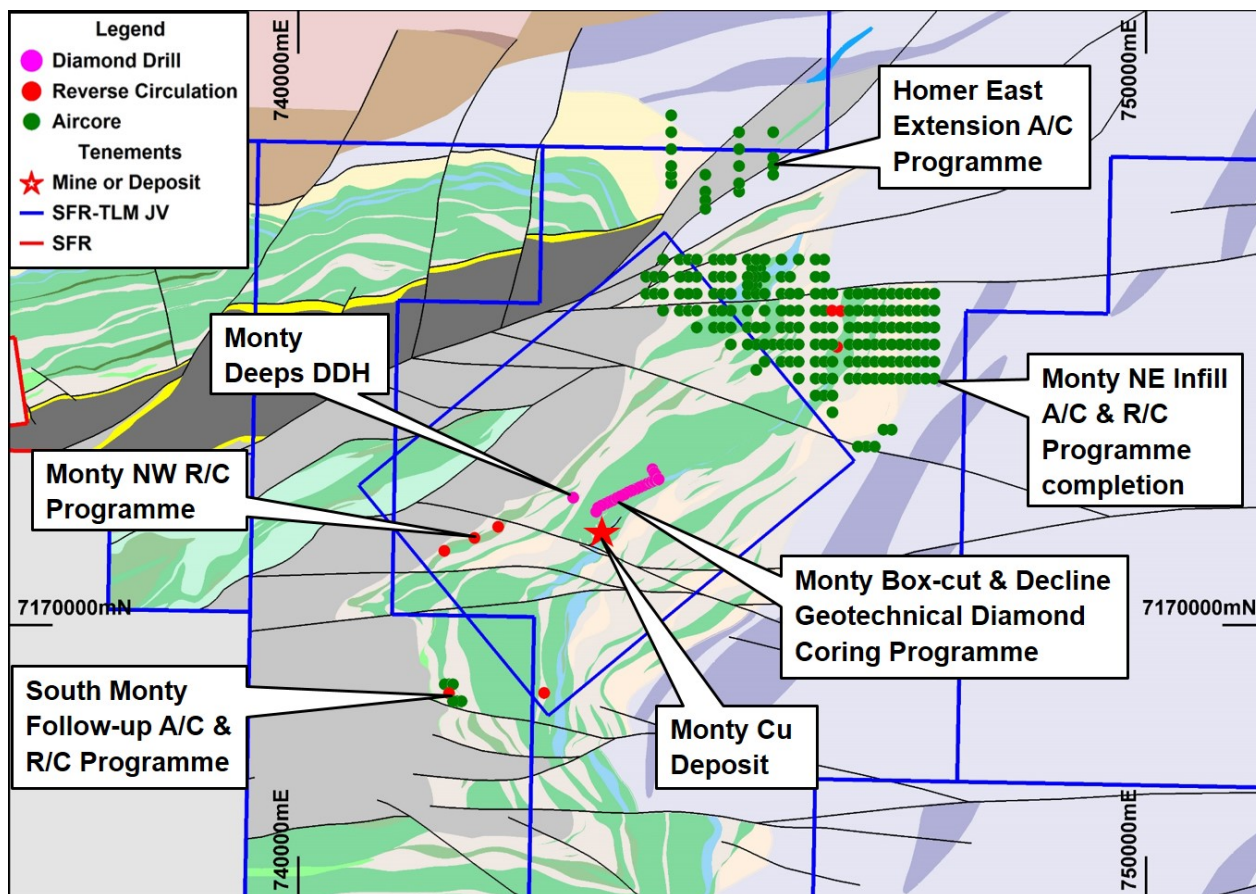 Legend
Diamond Drill
Reverse Circulation
Aircore
Tenements
Mine or Deposit
SFR-TLM JV
SFR
740000mE
750000mE
Homer East
Extension A/C
Programme
Monty
Deeps DDH
Monty NW R/C
Programme
Monty NE Infill
A/C & R/C
Programme
completion
7170000mN
7170000mN
Monty Box-cut & Decline
Geotechnical Diamond
Coring Programme
South Monty
Follow-up A/C &
R/C Programme
Monty Cu
Deposit
740000mE
750000mE